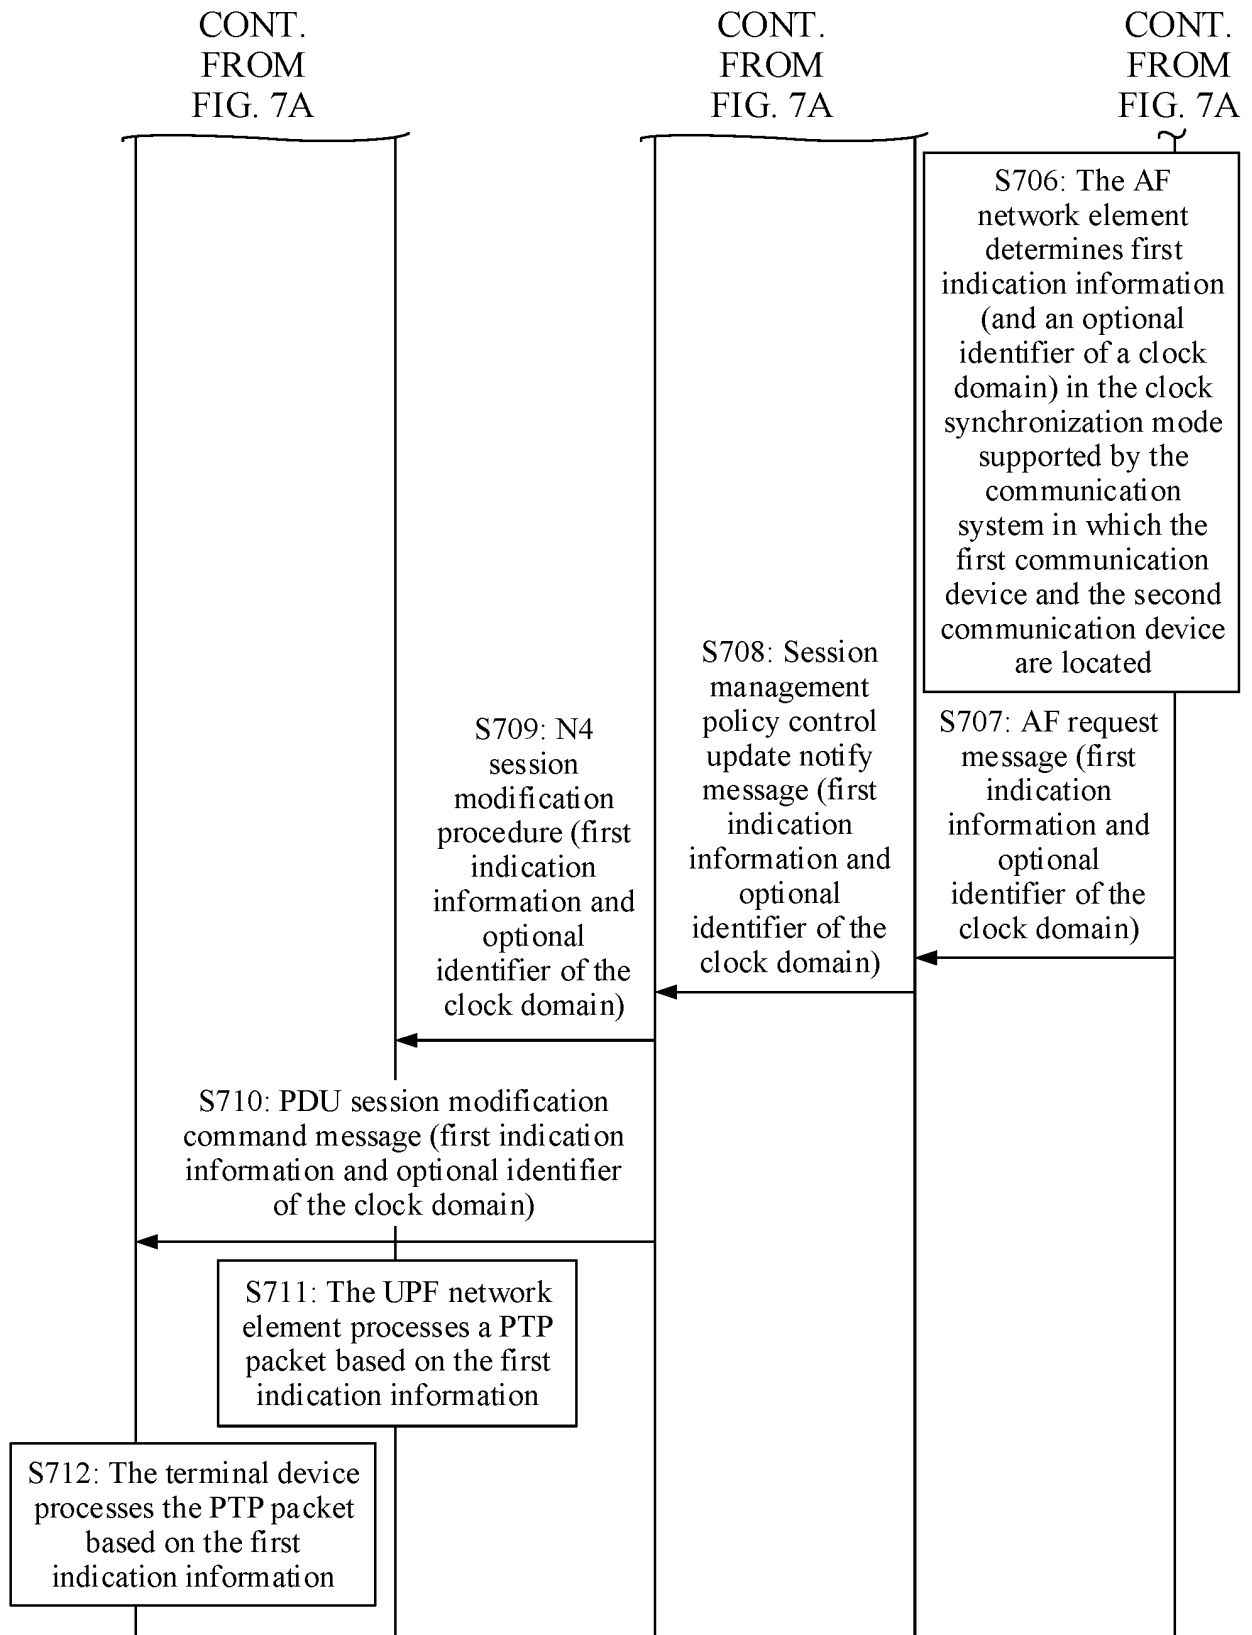 CONT.
FROM
FIG. 7A
CONT.
FROM
FIG. 7A
CONT.
FROM
FIG. 7A
S706: The AF
network element
determines first
indication information
(and an optional
identifier of a clock
domain) in the clock
synchronization mode
supported by the
communication
system in which the
first communication
device and the second
communication device
are located
S707: AF request
message (first
indication
information and
optional
identifier of the
clock domain)
S708: Session
management
policy control
update notify
message (first
indication
information and
optional
identifier of the
clock domain)
S709: N4
session
modification
procedure (first
indication
information and
optional
identifier of the
clock domain)
S710: PDU session modification
command message (first indication
information and optional identifier
of the clock domain)
S711: The UPF network
element processes a PTP
packet based on the first
indication information
S712: The terminal device
processes the PTP packet
based on the first
indication information